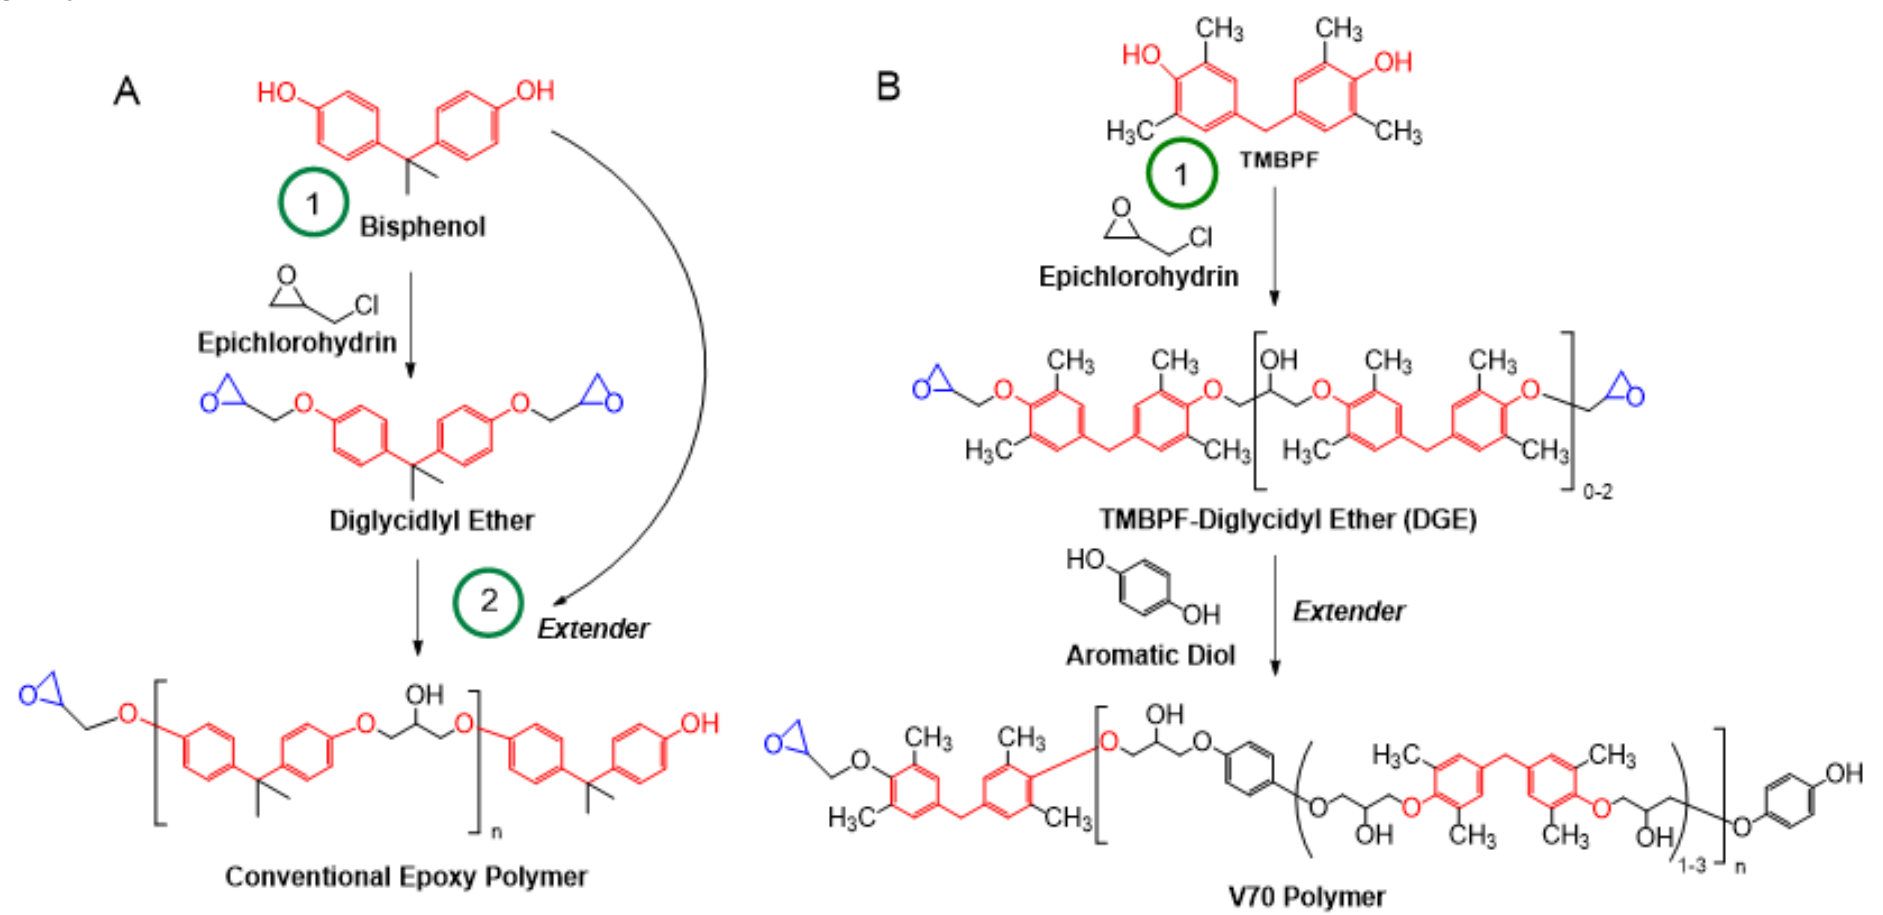 A
HO
OH
1
Bisphenol
O
Cl
Epichlorohydrin
O
O
O
O
Diglycidlyl Ether
2
Extender
O
O
OH
O
O
OH
n
Conventional Epoxy Polymer
B
CH3
CH3
HO
OH
H3C
CH3
1
TMBPF
O
Cl
Epichlorohydrin
CH3
CH3
OH
CH3
CH3
O
O
O
O
O
O
H3C
CH3
H3C
CH3
0-2
TMBPF-Diglycidyl Ether (DGE)
HO
OH
Extender
Aromatic Diol
OH
CH3
CH3
O
O
O
O
H3C
CH3
H3C
CH3
OH
O
O
O
O
H3C
CH3
OH
CH3
CH3
OH
1-3
n
V70 Polymer